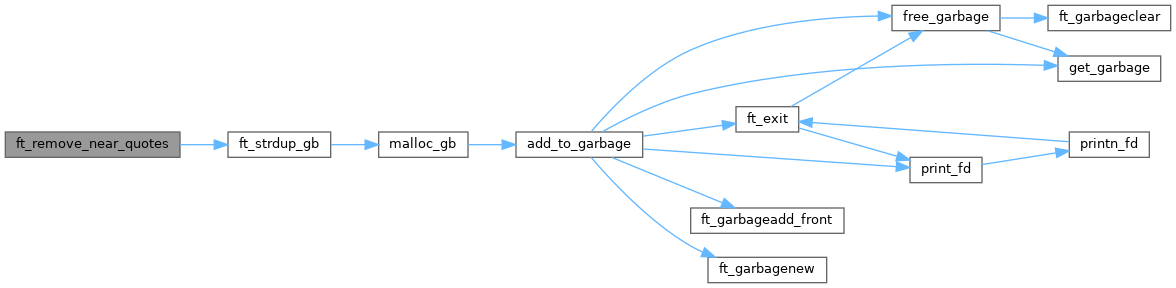 ft_remove_near_quotes
ft_strdup_gb
malloc_gb
add_to_garbage
free_garbage
ft_garbageclear
get_garbage
ft_exit
print_fd
printn_fd
ft_garbageadd_front
ft_garbagenew